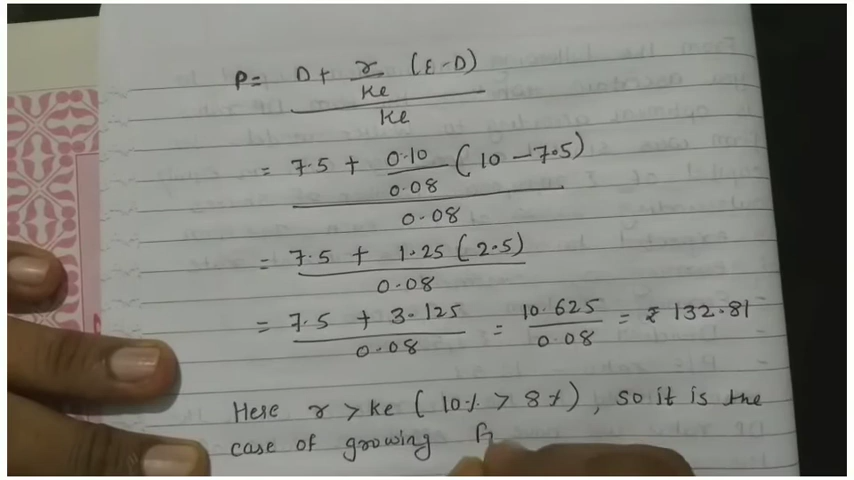 P = D + r/Ke (E-D) / Ke
= 7.5 + 0.10/0.08 (10 - 7.5) / 0.08
= 7.5 + 1.25 (2.5) / 0.08
= 7.5 + 3.125 / 0.08 = 10.625 / 0.08 = ₹ 132.81
Here r > ke ( 10% > 8% ), so it is the
case of growing